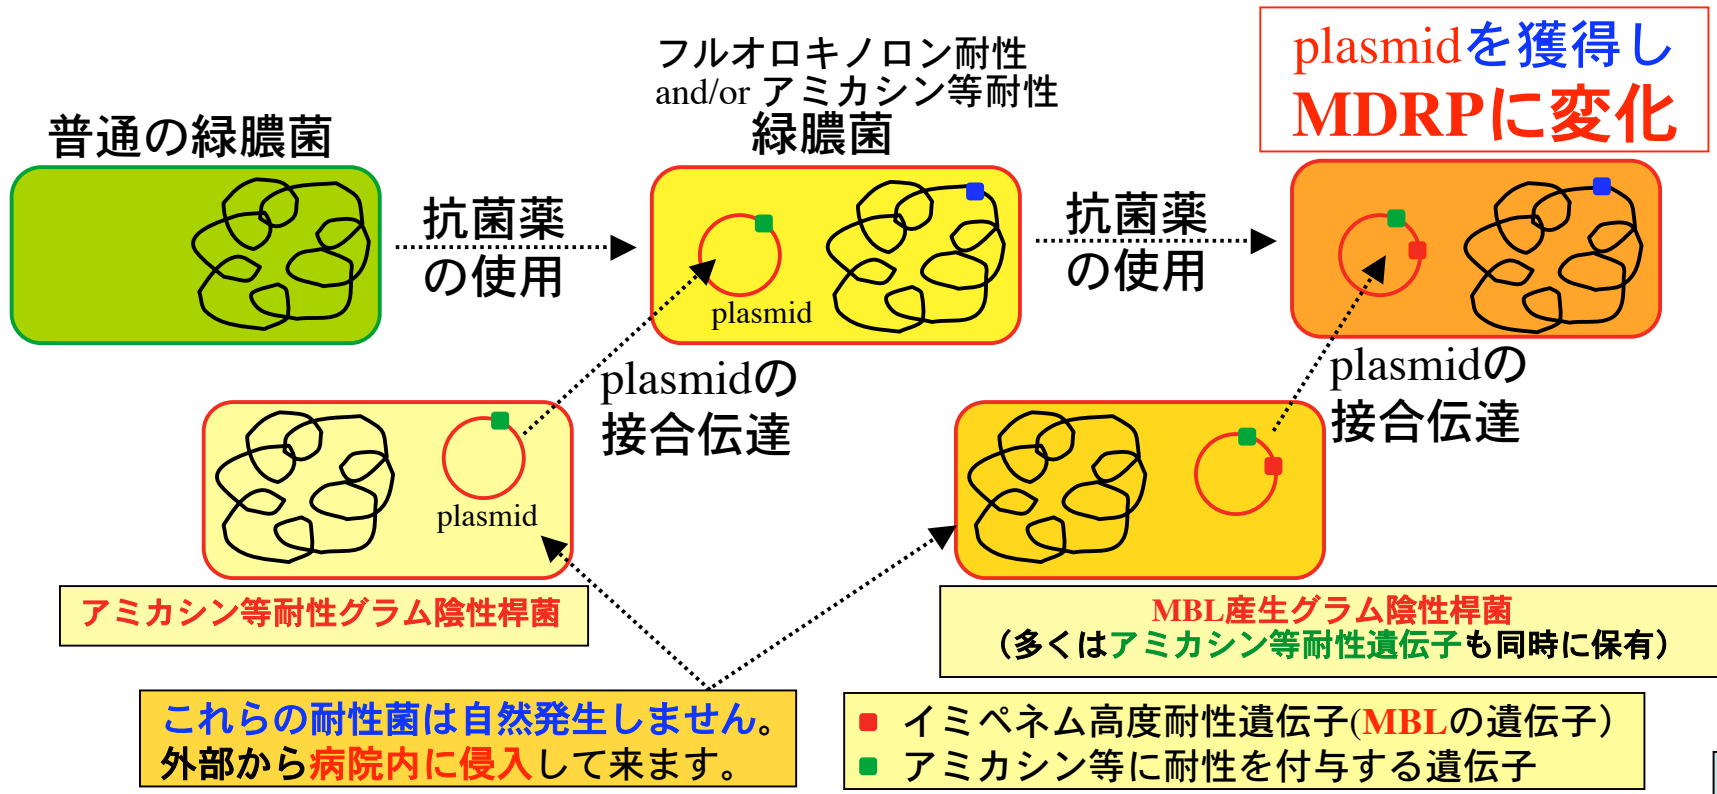 フルオロキノロン耐性
and/or アミカシン等耐性
緑膿菌
plasmidを獲得し
MDRPに変化
普通の緑膿菌
抗菌薬
の使用
plasmid
抗菌薬
の使用
plasmidの
接合伝達
plasmidの
接合伝達
plasmid
アミカシン等耐性グラム陰性桿菌
MBL産生グラム陰性桿菌
（多くはアミカシン等耐性遺伝子も同時に保有）
これらの耐性菌は自然発生しません。
外部から病院内に侵入して来ます。
イミペネム高度耐性遺伝子(MBLの遺伝子）
アミカシン等に耐性を付与する遺伝子